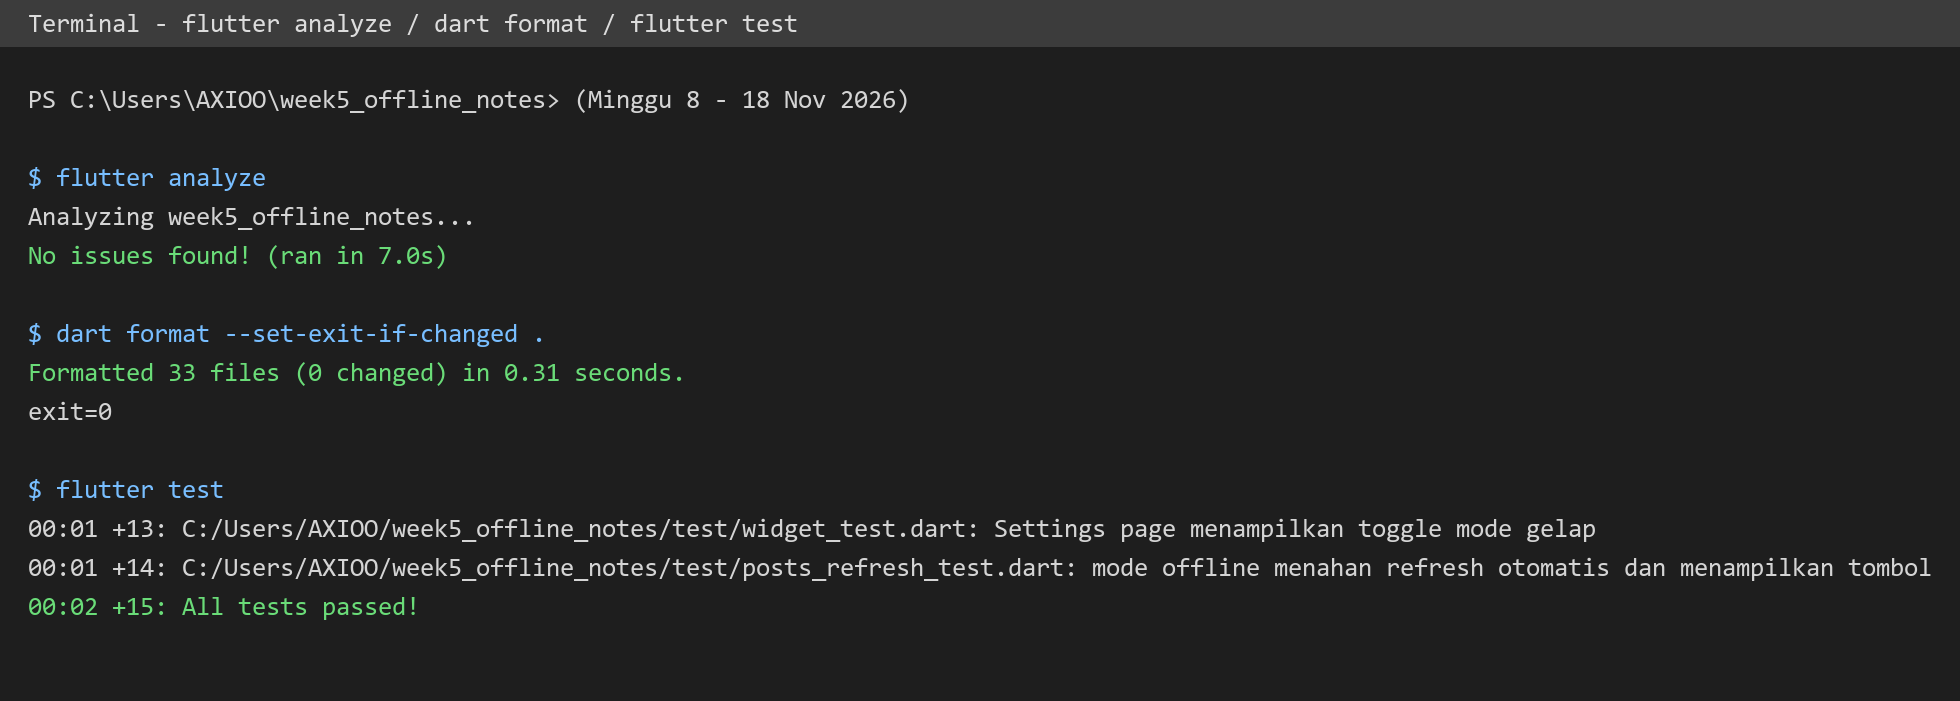 Terminal - flutter analyze / dart format / flutter test
PS C:\Users\AXIOO\week5_offline_notes> (Minggu 8 - 18 Nov 2026)
$ flutter analyze
Analyzing week5_offline_notes...
No issues found! (ran in 7.0s)
$ dart format --set-exit-if-changed .
Formatted 33 files (0 changed) in 0.31 seconds.
exit=0
$ flutter test
00:01 +13: C:/Users/AXIOO/week5_offline_notes/test/widget_test.dart: Settings page menampilkan toggle mode gelap
00:01 +14: C:/Users/AXIOO/week5_offline_notes/test/posts_refresh_test.dart: mode offline menahan refresh otomatis dan menampilkan tombol
00:02 +15: All tests passed!